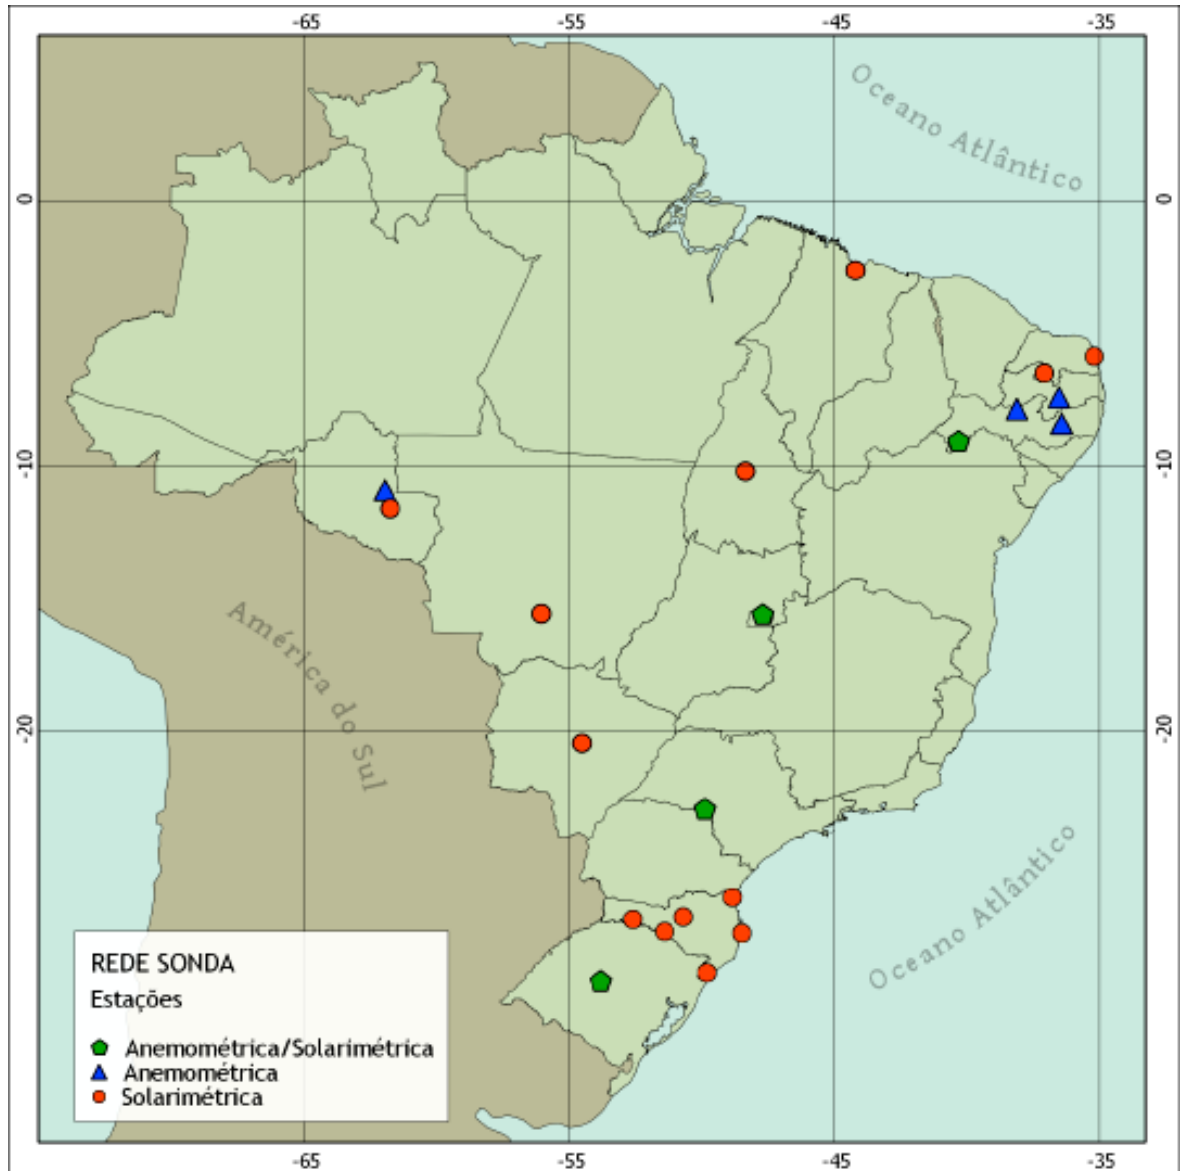 -65 -55 -45 -35
Oceano Atlântico
0 0
-10 -10
América do Sul
-20 -20
Oceano Atlântico
REDE SONDA
Estações
Anemométrica/Solarimétrica
Anemométrica
Solarimétrica
-65 -55 -45 -35